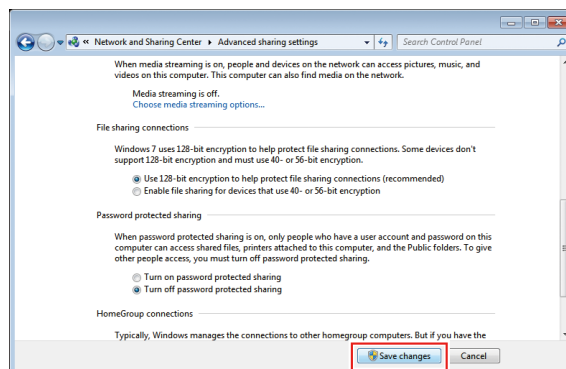 « Network and Sharing Center ▸ Advanced sharing settings
Search Control Panel
When media streaming is on, people and devices on the network can access pictures, music, and
videos on this computer. This computer can also find media on the network.
Media streaming is off.
Choose media streaming options...
File sharing connections
Windows 7 uses 128-bit encryption to help protect file sharing connections. Some devices don't
support 128-bit encryption and must use 40- or 56-bit encryption.
Use 128-bit encryption to help protect file sharing connections (recommended)
Enable file sharing for devices that use 40- or 56-bit encryption
Password protected sharing
When password protected sharing is on, only people who have a user account and password on this
computer can access shared files, printers attached to this computer, and the Public folders. To give
other people access, you must turn off password protected sharing.
Turn on password protected sharing
Turn off password protected sharing
HomeGroup connections
Typically, Windows manages the connections to other homegroup computers. But if you have the
Save changes
Cancel